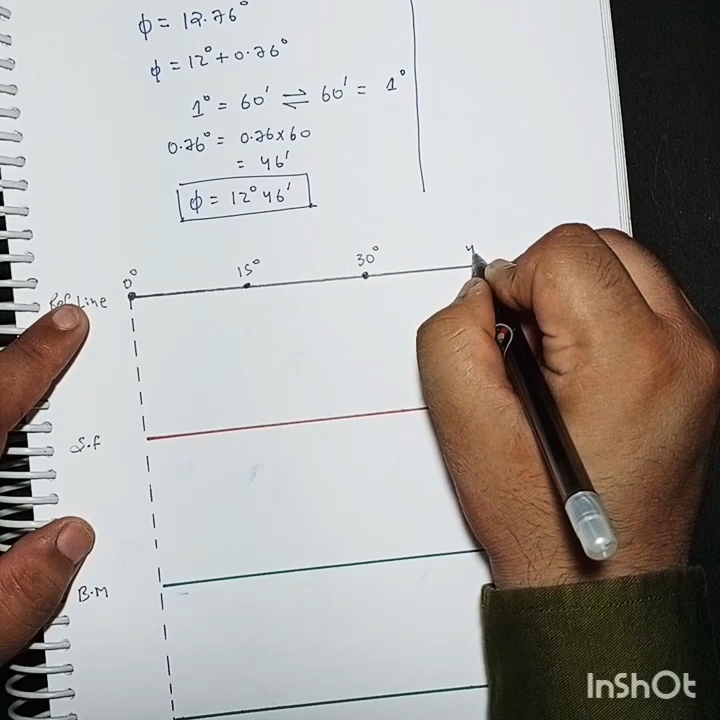 ϕ = 12.76°
ϕ = 12° + 0.76°
1° = 60' ⇌ 60' = 1°
0.76° = 0.76 × 60
= 46'
ϕ = 12° 46'
0° 15° 30° 4
Line
S.F
B.M
InShOt